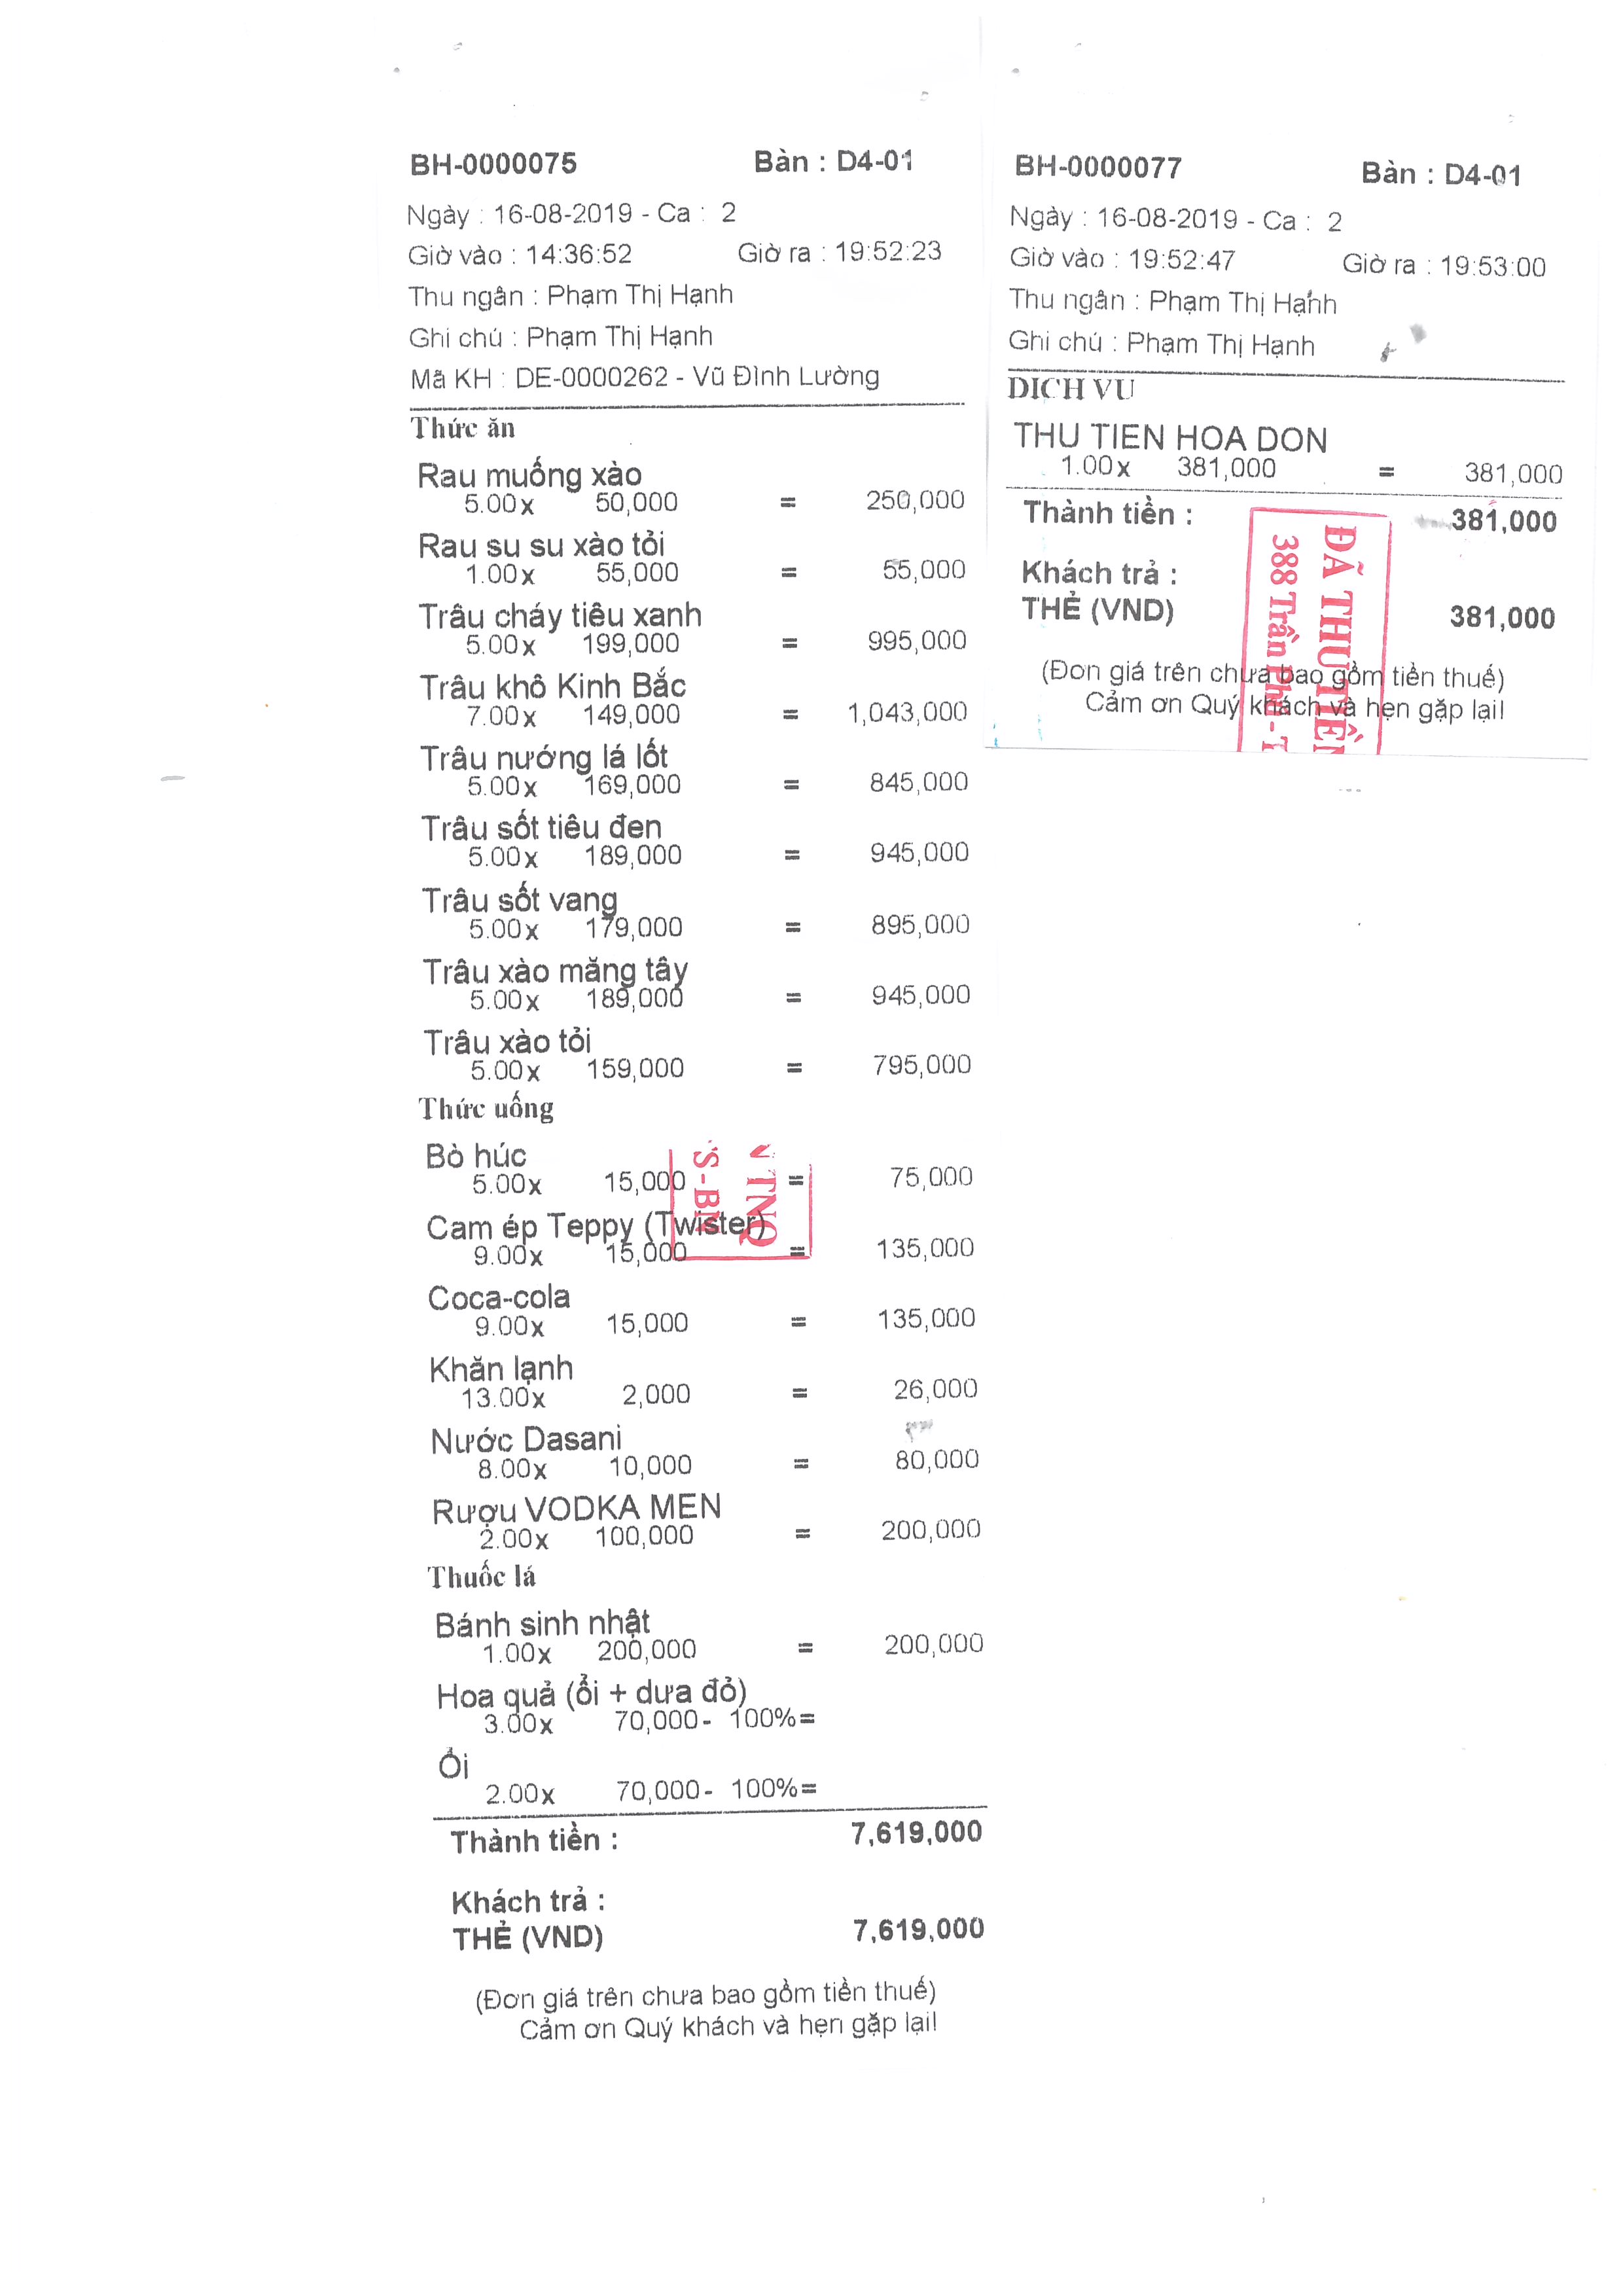 BH-0000075 Bàn : D4-01
Ngày : 16-08-2019 - Ca : 2
Giờ vào : 14:36:52 Giờ ra : 19:52:23
Thu ngân : Phạm Thị Hạnh
Ghi chú : Phạm Thị Hạnh
Mã KH : DE-0000262 - Vũ Đình Lường
Thức ăn
Rau muống xào
5.00x 50,000 = 250,000
Rau su su xào tỏi
1.00x 55,000 = 55,000
Trâu cháy tiêu xanh
5.00x 199,000 = 995,000
Trâu khô Kinh Bắc
7.00x 149,000 = 1,043,000
Trâu nướng lá lốt
5.00x 169,000 = 845,000
Trâu sốt tiêu đen
5.00x 189,000 = 945,000
Trâu sốt vang
5.00x 179,000 = 895,000
Trâu xào măng tây
5.00x 189,000 = 945,000
Trâu xào tỏi
5.00x 159,000 = 795,000
Thức uống
Bò húc
5.00x 15,000 = 75,000
Cam ép Teppy (Twister)
9.00x 15,000 = 135,000
Coca-cola
9.00x 15,000 = 135,000
Khăn lạnh
13.00x 2,000 = 26,000
Nước Dasani
8.00x 10,000 = 80,000
Rượu VODKA MEN
2.00x 100,000 = 200,000
Thuốc lá
Bánh sinh nhật
1.00x 200,000 = 200,000
Hoa quả (ổi + dưa đỏ)
3.00x 70,000- 100%=
Ổi
2.00x 70,000- 100%=
Thành tiền : 7,619,000
Khách trả :
THẺ (VND) 7,619,000
(Đơn giá trên chưa bao gồm tiền thuế)
Cảm ơn Quý khách và hẹn gặp lại!
N TNQ
S - BN
BH-0000077 Bàn : D4-01
Ngày : 16-08-2019 - Ca : 2
Giờ vào : 19:52:47 Giờ ra : 19:53:00
Thu ngân : Phạm Thị Hạnh
Ghi chú : Phạm Thị Hạnh
DỊCH VỤ
THU TIEN HOA DON
1.00x 381,000 = 381,000
Thành tiền : 381,000
Khách trả :
THẺ (VND) 381,000
(Đơn giá trên chưa bao gồm tiền thuế)
Cảm ơn Quý khách và hẹn gặp lại!
ĐÃ THU TIỀN
388 Trần Phú - T